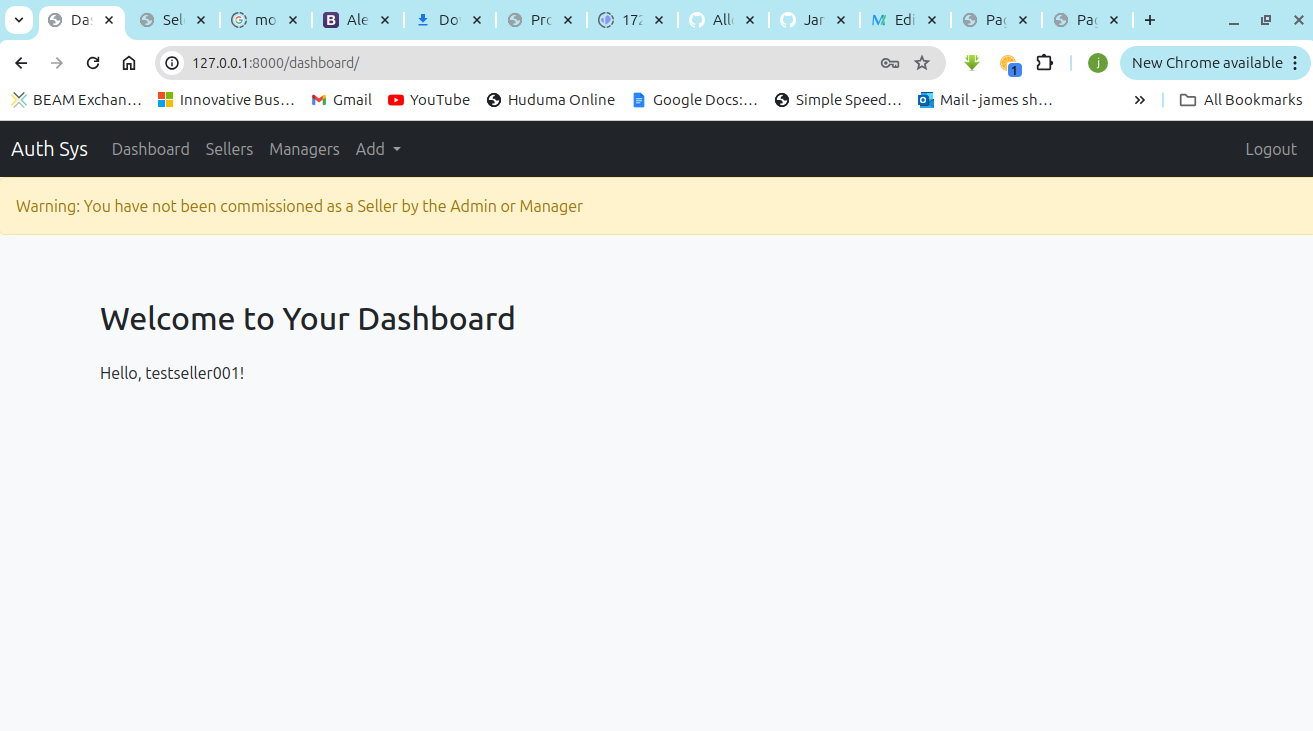 Das
Sel
mo
Ale
Do
Pro
172
All
Jar
Edi
Pag
Pag
127.0.0.1:8000/dashboard/
1
j
New Chrome available
BEAM Exchan… Innovative Bus… Gmail YouTube Huduma Online Google Docs:… Simple Speed… Mail - james sh… » All Bookmarks
Auth Sys Dashboard Sellers Managers Add Logout
Warning: You have not been commissioned as a Seller by the Admin or Manager
Welcome to Your Dashboard
Hello, testseller001!